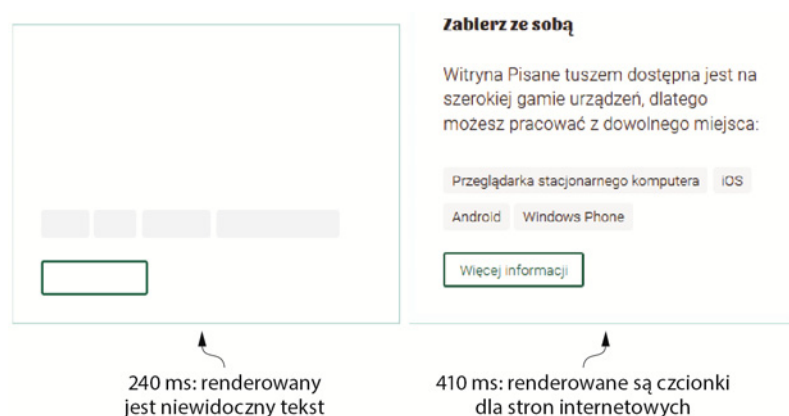 Zabierz ze sobą
Witryna Pisane tuszem dostępna jest na
szerokiej gamie urządzeń, dlatego
możesz pracować z dowolnego miejsca:
Przeglądarka stacjonarnego komputera iOS
Android Windows Phone
Więcej informacji
240 ms: renderowany
jest niewidoczny tekst
410 ms: renderowane są czcionki
dla stron internetowych